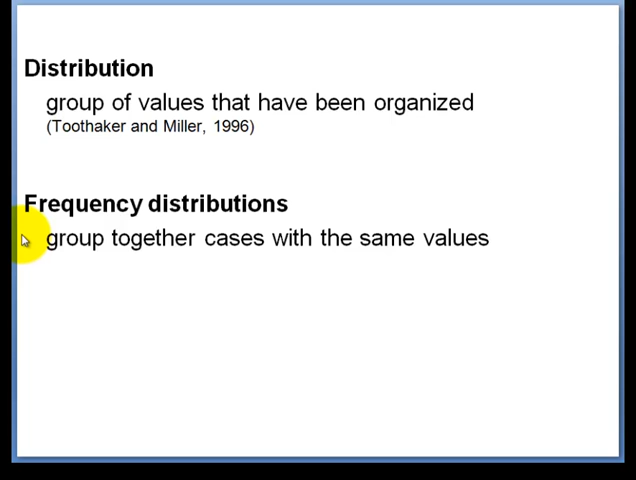 Distribution
group of values that have been organized
(Toothaker and Miller, 1996)
Frequency distributions
group together cases with the same values